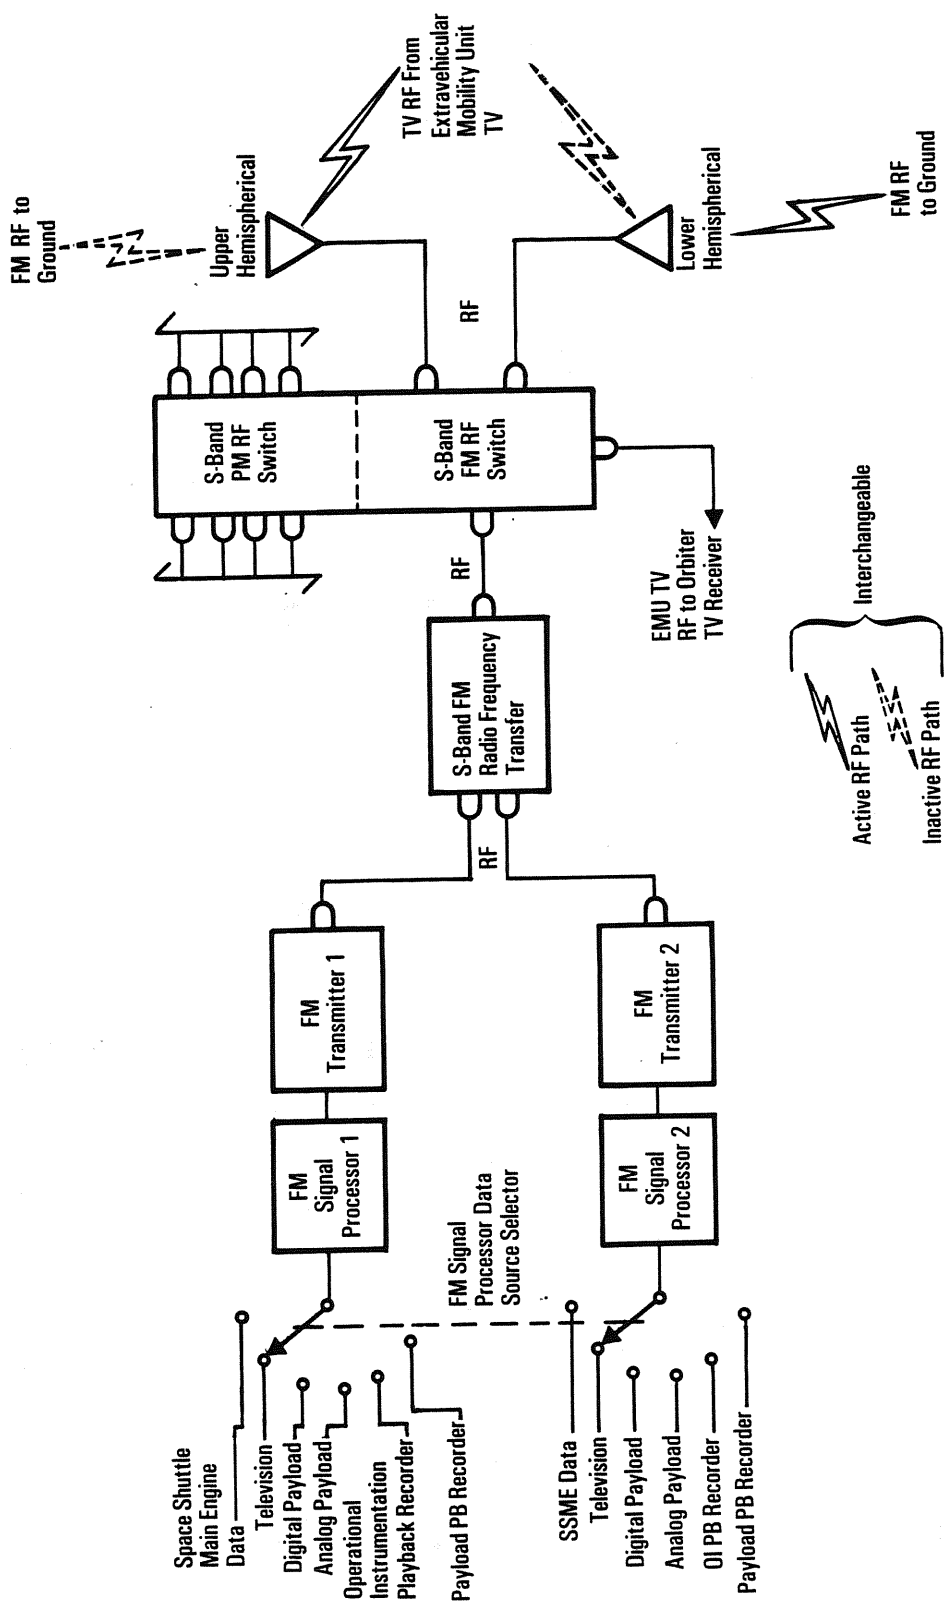 Space Shuttle
Main Engine
Data
Television
Digital Payload
Analog Payload
Operational
Instrumentation
Playback Recorder
Payload PB Recorder
SSME Data
Television
Digital Payload
Analog Payload
OI PB Recorder
Payload PB Recorder
FM Signal
Processor Data
Source Selector
FM
Signal
Processor 1
FM
Signal
Processor 2
FM
Transmitter 1
FM
Transmitter 2
RF
S-Band FM
Radio Frequency
Transfer
RF
S-Band
PM RF
Switch
S-Band
FM RF
Switch
EMU TV
RF to Orbiter
TV Receiver
RF
FM RF to
Ground
Upper
Hemispherical
TV RF From
Extravehicular
Mobility Unit
TV
Lower
Hemispherical
FM RF
to Ground
Active RF Path
Inactive RF Path
Interchangeable